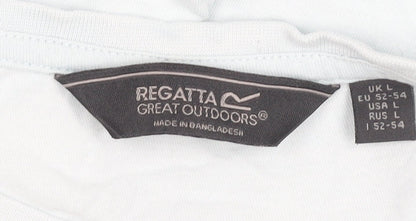 REGATTA
GREAT OUTDOORS®
MADE IN BANGLADESH
UK L
EU 52-54
USA L
RUS L
I 52-54